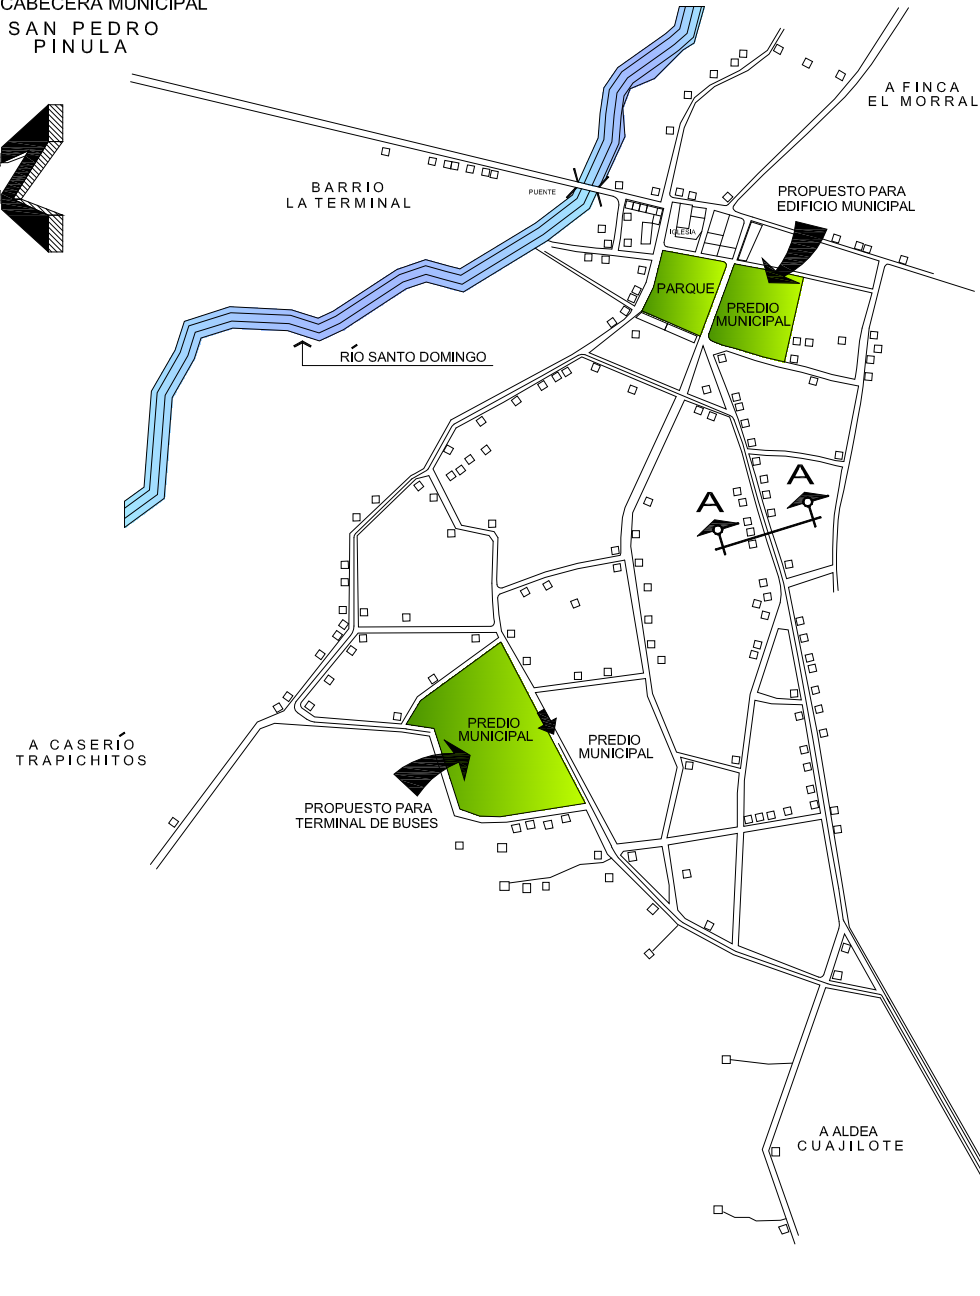 CABECERA MUNICIPAL
SAN PEDRO
PINULA
A FINCA
EL MORRAL
BARRIO
LA TERMINAL
PUENTE
PROPUESTO PARA
EDIFICIO MUNICIPAL
IGLESIA
PARQUE
PREDIO
MUNICIPAL
RÍO SANTO DOMINGO
A
A
PREDIO
MUNICIPAL
PREDIO
MUNICIPAL
A CASERÍO
TRAPICHITOS
PROPUESTO PARA
TERMINAL DE BUSES
A ALDEA
CUAJILOTE